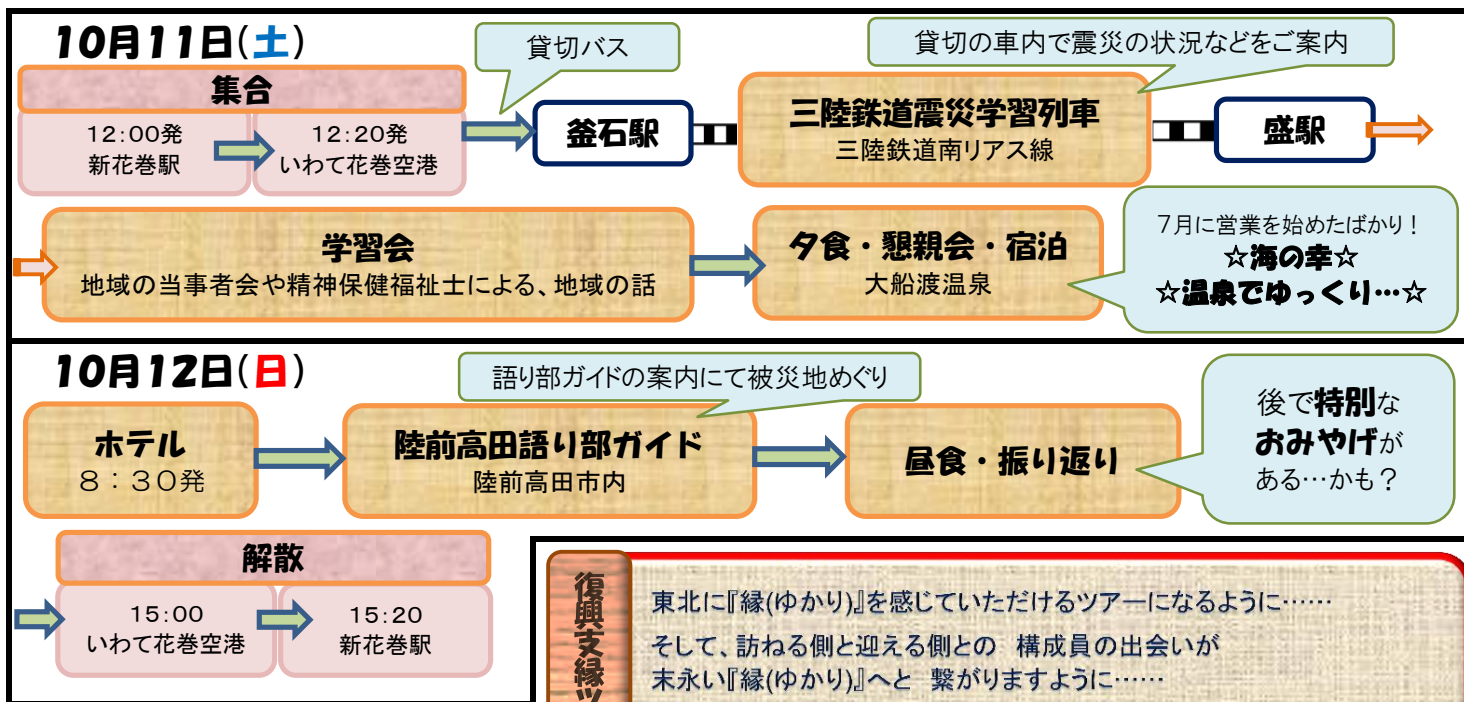 10月11日(土)
貸切バス
貸切の車内で震災の状況などをご案内
集合
12:00発
新花巻駅
12:20発
いわて花巻空港
釜石駅
三陸鉄道震災学習列車
三陸鉄道南リアス線
盛駅
学習会
地域の当事者会や精神保健福祉士による、地域の話
夕食・懇親会・宿泊
大船渡温泉
7月に営業を始めたばかり!
☆海の幸☆
☆温泉でゆっくり…☆
10月12日(日)
語り部ガイドの案内にて被災地めぐり
ホテル
8：30発
陸前高田語り部ガイド
陸前高田市内
昼食・振り返り
後で特別な
おみやげが
ある…かも？
解散
15:00
いわて花巻空港
15:20
新花巻駅
復興支縁ツ
東北に『縁(ゆかり)』を感じていただけるツアーになるように……
そして、訪ねる側と迎える側との 構成員の出会いが
末永い『縁(ゆかり)』へと 繋がりますように……